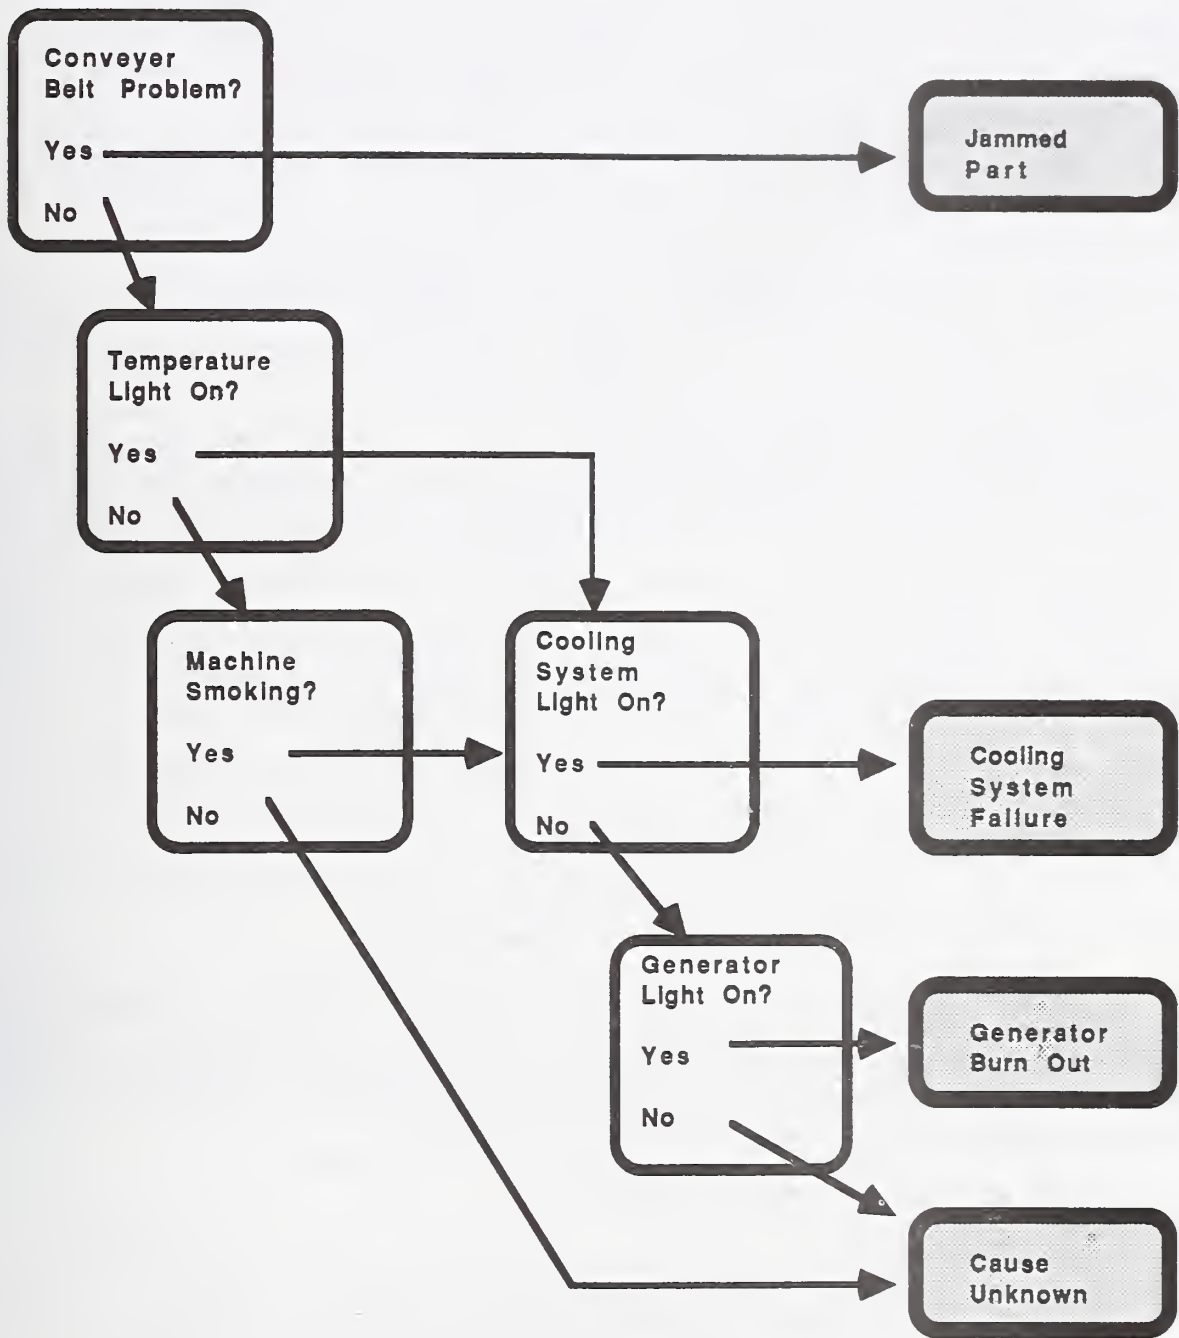 Conveyer
Belt Problem?
Yes
No
Jammed
Part
Temperature
Light On?
Yes
No
Machine
Smoking?
Yes
No
Cooling
System
Light On?
Yes
No
Cooling
System
Failure
Generator
Light On?
Yes
No
Generator
Burn Out
Cause
Unknown